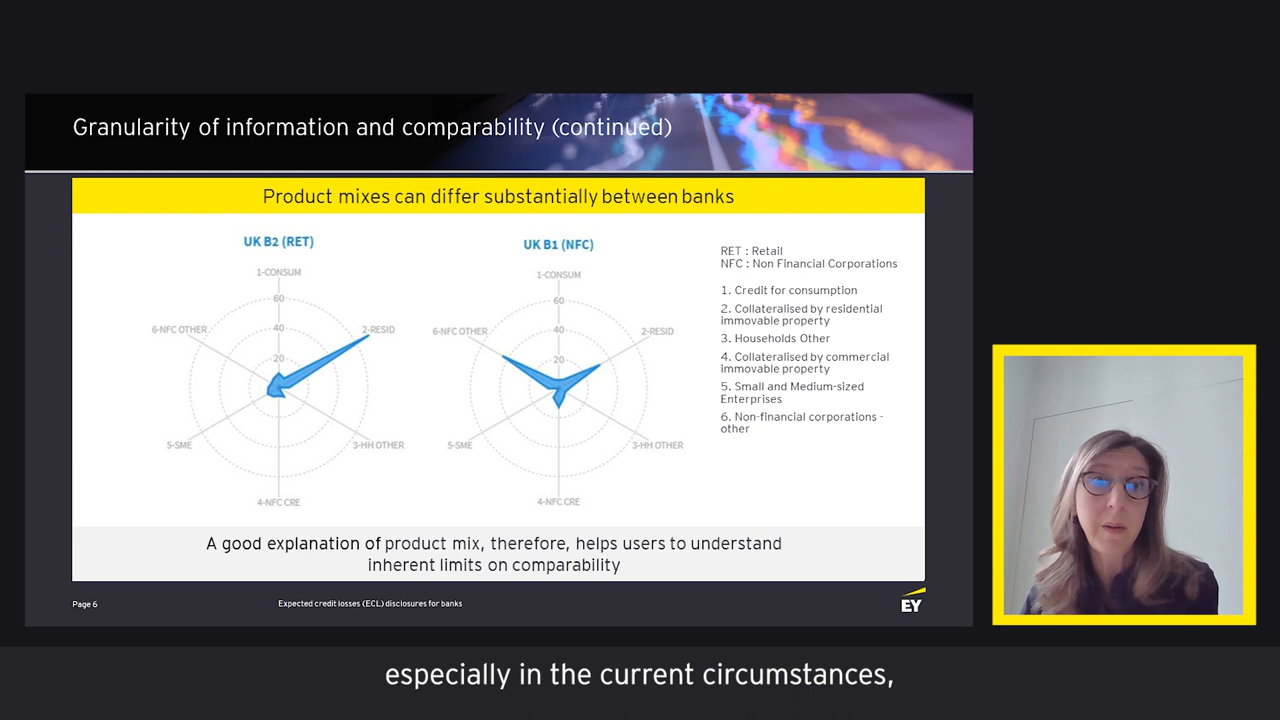 Granularity of information and comparability (continued)
Product mixes can differ substantially between banks
UK B2 (RET)
1-CONSUM
60
40
20
6-NFC OTHER
2-RESID
5-SME
3-HH OTHER
4-NFC CRE
UK B1 (NFC)
1-CONSUM
60
40
20
6-NFC OTHER
2-RESID
5-SME
3-HH OTHER
4-NFC CRE
RET : Retail
NFC : Non Financial Corporations
1. Credit for consumption
2. Collateralised by residential
immovable property
3. Households Other
4. Collateralised by commercial
immovable property
5. Small and Medium-sized
Enterprises
6. Non-financial corporations -
other
A good explanation of product mix, therefore, helps users to understand
inherent limits on comparability
Page 6
Expected credit losses (ECL) disclosures for banks
EY
especially in the current circumstances,